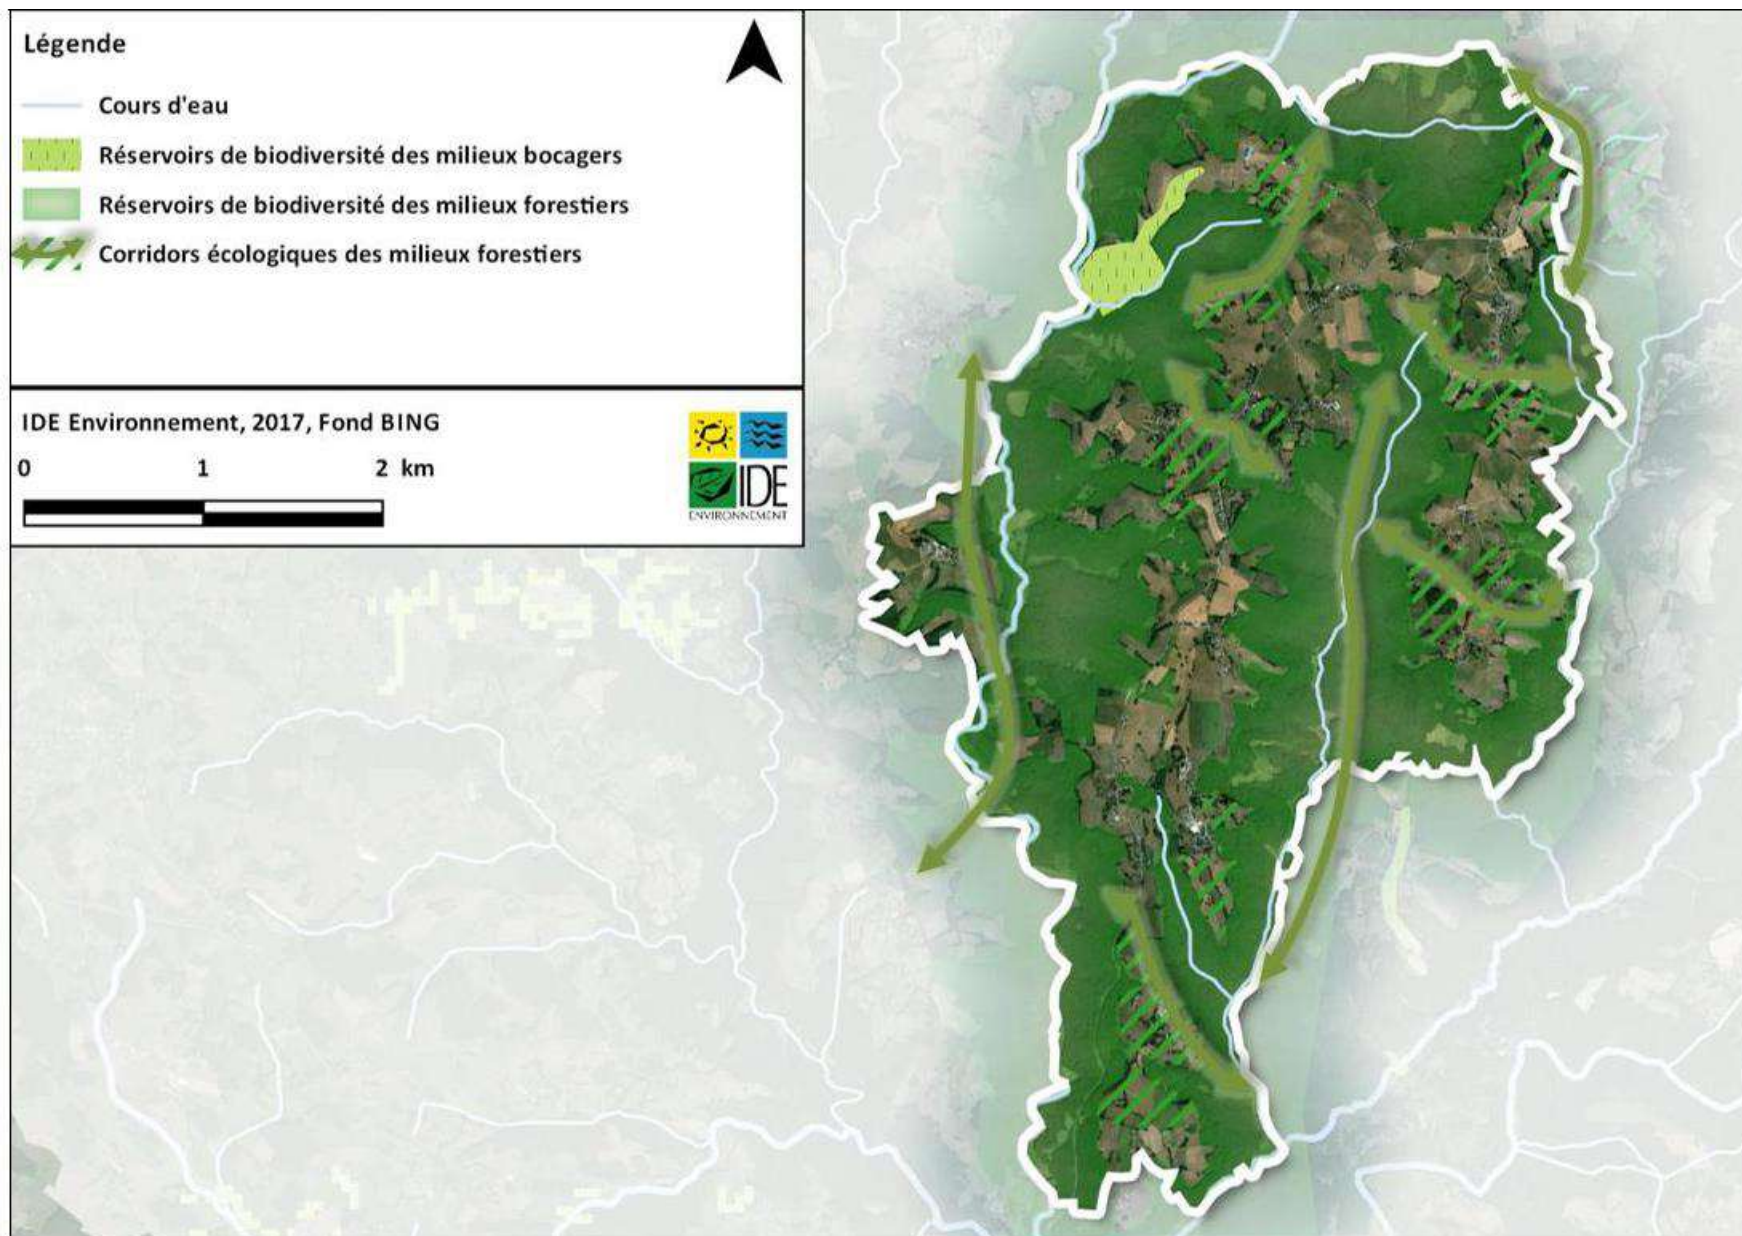 Légende
Cours d'eau
Réservoirs de biodiversité des milieux bocagers
Réservoirs de biodiversité des milieux forestiers
Corridors écologiques des milieux forestiers
IDE Environnement, 2017, Fond BING
0 1 2 km
IDE
ENVIRONNEMENT